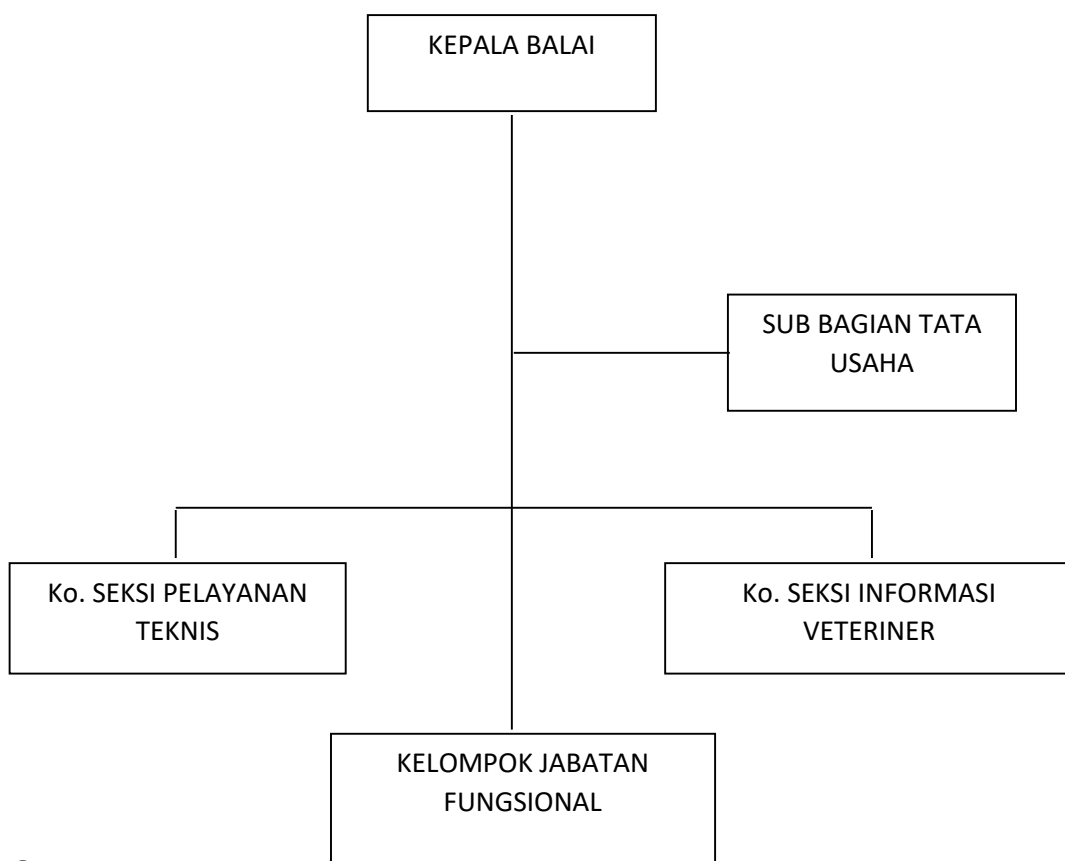 KEPALA BALAI
SUB BAGIAN TATA
USAHA
Ko. SEKSI PELAYANAN
TEKNIS
Ko. SEKSI INFORMASI
VETERINER
KELOMPOK JABATAN
FUNGSIONAL